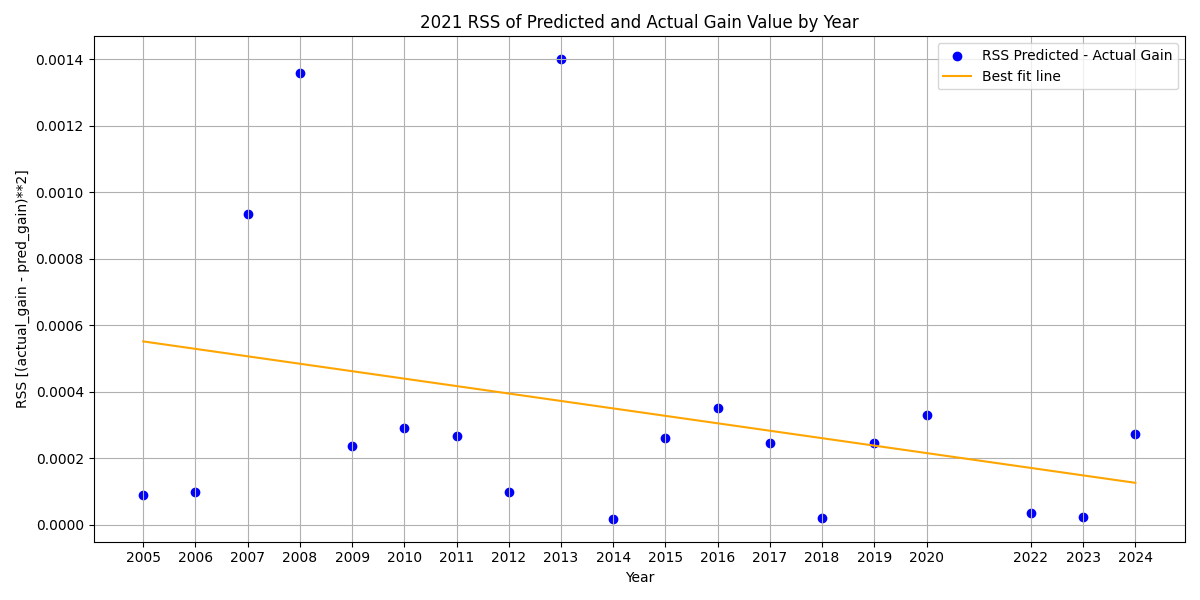 2021 RSS of Predicted and Actual Gain Value by Year
RSS Predicted - Actual Gain
Best fit line
RSS [(actual_gain - pred_gain)**2]
0.0014
0.0012
0.0010
0.0008
0.0006
0.0004
0.0002
0.0000
2005 2006 2007 2008 2009 2010 2011 2012 2013 2014 2015 2016 2017 2018 2019 2020 2022 2023 2024
Year